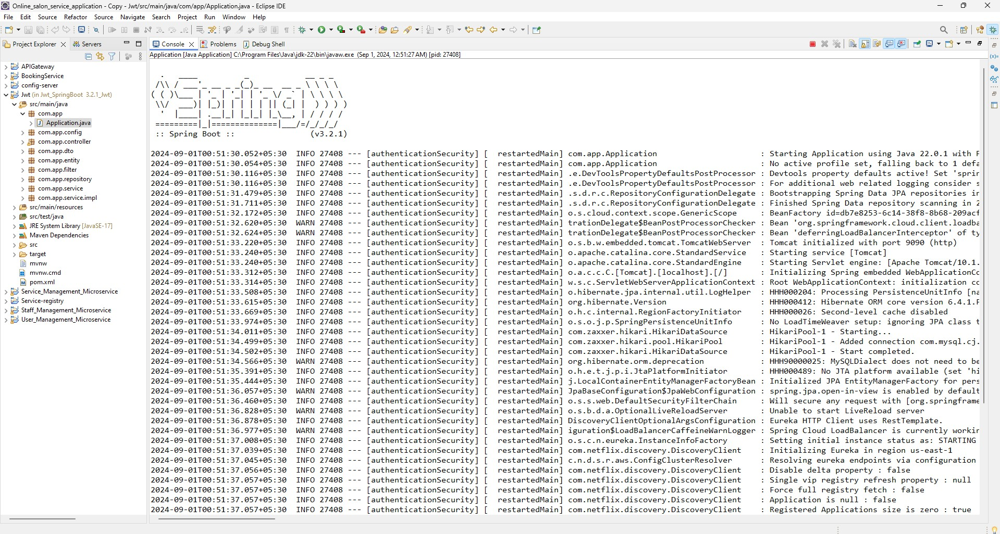 Online_salon_service_application - Copy - Jwt/src/main/java/com/app/Application.java - Eclipse IDE
File Edit Source Refactor Source Navigate Search Project Run Window Help
Project Explorer
Servers
APIGateway
BookingService
config-server
Jwt (in Jwt_SpringBoot 3.2.1_Jwt)
src/main/java
com.app
Application.java
com.app.config
com.app.controller
com.app.dto
com.app.entity
com.app.filter
com.app.repository
com.app.service
com.app.service.impl
src/main/resources
src/test/java
JRE System Library [JavaSE-17]
Maven Dependencies
src
target
mvnw
mvnw.cmd
pom.xml
Service_Management_Microservice
Service-registry
Staff_Management_Microservice
User_Management_Microservice
Console
Problems
Debug Shell
Application [Java Application] C:\Program Files\Java\jdk-22\bin\javaw.exe (Sep 1, 2024, 12:51:27 AM) [pid: 27408]
Spring
:: Spring Boot :: (v3.2.1)
2024-09-01T00:51:30.052+05:30 INFO 27408 --- [authenticationSecurity] [ restartedMain] com.app.Application : Starting Application using Java 22.0.1 with
2024-09-01T00:51:30.054+05:30 INFO 27408 --- [authenticationSecurity] [ restartedMain] com.app.Application : No active profile set, falling back to 1 defa
2024-09-01T00:51:30.116+05:30 INFO 27408 --- [authenticationSecurity] [ restartedMain] .e.DevToolsPropertyDefaultsPostProcessor : Devtools property defaults active! Set 'sprin
2024-09-01T00:51:30.116+05:30 INFO 27408 --- [authenticationSecurity] [ restartedMain] .e.DevToolsPropertyDefaultsPostProcessor : For additional web related logging consider s
2024-09-01T00:51:31.479+05:30 INFO 27408 --- [authenticationSecurity] [ restartedMain] .s.d.r.c.RepositoryConfigurationDelegate : Bootstrapping Spring Data JPA repositories in
2024-09-01T00:51:31.711+05:30 INFO 27408 --- [authenticationSecurity] [ restartedMain] .s.d.r.c.RepositoryConfigurationDelegate : Finished Spring Data repository scanning in 2
2024-09-01T00:51:32.172+05:30 INFO 27408 --- [authenticationSecurity] [ restartedMain] o.s.cloud.context.scope.GenericScope : BeanFactory id=db7e8253-6c14-38f8-8b68-209acf
2024-09-01T00:51:32.620+05:30 WARN 27408 --- [authenticationSecurity] [ restartedMain] trationDelegate$BeanPostProcessorChecker : Bean 'org.springframework.cloud.client.loadba
2024-09-01T00:51:32.624+05:30 WARN 27408 --- [authenticationSecurity] [ restartedMain] trationDelegate$BeanPostProcessorChecker : Bean 'deferringLoadBalancerInterceptor' of ty
2024-09-01T00:51:33.220+05:30 INFO 27408 --- [authenticationSecurity] [ restartedMain] o.s.b.w.embedded.tomcat.TomcatWebServer : Tomcat initialized with port 9090 (http)
2024-09-01T00:51:33.240+05:30 INFO 27408 --- [authenticationSecurity] [ restartedMain] o.apache.catalina.core.StandardService : Starting service [Tomcat]
2024-09-01T00:51:33.240+05:30 INFO 27408 --- [authenticationSecurity] [ restartedMain] o.apache.catalina.core.StandardEngine : Starting Servlet engine: [Apache Tomcat/10.1.
2024-09-01T00:51:33.312+05:30 INFO 27408 --- [authenticationSecurity] [ restartedMain] o.a.c.c.C.[Tomcat].[localhost].[/] : Initializing Spring embedded WebApplicationCo
2024-09-01T00:51:33.314+05:30 INFO 27408 --- [authenticationSecurity] [ restartedMain] w.s.c.ServletWebServerApplicationContext : Root WebApplicationContext: initialization co
2024-09-01T00:51:33.508+05:30 INFO 27408 --- [authenticationSecurity] [ restartedMain] o.hibernate.jpa.internal.util.LogHelper : HHH000204: Processing PersistenceUnitInfo [na
2024-09-01T00:51:33.615+05:30 INFO 27408 --- [authenticationSecurity] [ restartedMain] org.hibernate.Version : HHH000412: Hibernate ORM core version 6.4.1.F
2024-09-01T00:51:33.669+05:30 INFO 27408 --- [authenticationSecurity] [ restartedMain] o.h.c.internal.RegionFactoryInitiator : HHH000026: Second-level cache disabled
2024-09-01T00:51:33.974+05:30 INFO 27408 --- [authenticationSecurity] [ restartedMain] o.s.o.j.p.SpringPersistenceUnitInfo : No LoadTimeWeaver setup: ignoring JPA class t
2024-09-01T00:51:34.011+05:30 INFO 27408 --- [authenticationSecurity] [ restartedMain] com.zaxxer.hikari.HikariDataSource : HikariPool-1 - Starting...
2024-09-01T00:51:34.499+05:30 INFO 27408 --- [authenticationSecurity] [ restartedMain] com.zaxxer.hikari.pool.HikariPool : HikariPool-1 - Added connection com.mysql.cj.
2024-09-01T00:51:34.502+05:30 INFO 27408 --- [authenticationSecurity] [ restartedMain] com.zaxxer.hikari.HikariDataSource : HikariPool-1 - Start completed.
2024-09-01T00:51:34.566+05:30 WARN 27408 --- [authenticationSecurity] [ restartedMain] org.hibernate.orm.deprecation : HHH90000025: MySQLDialect does not need to be
2024-09-01T00:51:35.391+05:30 INFO 27408 --- [authenticationSecurity] [ restartedMain] o.h.e.t.j.p.i.JtaPlatformInitiator : HHH000489: No JTA platform available (set 'hi
2024-09-01T00:51:35.444+05:30 INFO 27408 --- [authenticationSecurity] [ restartedMain] j.LocalContainerEntityManagerFactoryBean : Initialized JPA EntityManagerFactory for pers
2024-09-01T00:51:36.057+05:30 WARN 27408 --- [authenticationSecurity] [ restartedMain] JpaBaseConfiguration$JpaWebConfiguration : spring.jpa.open-in-view is enabled by default
2024-09-01T00:51:36.460+05:30 INFO 27408 --- [authenticationSecurity] [ restartedMain] o.s.s.web.DefaultSecurityFilterChain : Will secure any request with [org.springframe
2024-09-01T00:51:36.828+05:30 WARN 27408 --- [authenticationSecurity] [ restartedMain] o.s.b.d.a.OptionalLiveReloadServer : Unable to start LiveReload server
2024-09-01T00:51:36.878+05:30 INFO 27408 --- [authenticationSecurity] [ restartedMain] DiscoveryClientOptionalArgsConfiguration : Eureka HTTP Client uses RestTemplate.
2024-09-01T00:51:36.977+05:30 WARN 27408 --- [authenticationSecurity] [ restartedMain] iguration$LoadBalancerCaffeineWarnLogger : Spring Cloud LoadBalancer is currently workin
2024-09-01T00:51:37.008+05:30 INFO 27408 --- [authenticationSecurity] [ restartedMain] o.s.c.n.eureka.InstanceInfoFactory : Setting initial instance status as: STARTING
2024-09-01T00:51:37.039+05:30 INFO 27408 --- [authenticationSecurity] [ restartedMain] com.netflix.discovery.DiscoveryClient : Initializing Eureka in region us-east-1
2024-09-01T00:51:37.045+05:30 INFO 27408 --- [authenticationSecurity] [ restartedMain] c.n.d.s.r.aws.ConfigClusterResolver : Resolving eureka endpoints via configuration
2024-09-01T00:51:37.056+05:30 INFO 27408 --- [authenticationSecurity] [ restartedMain] com.netflix.discovery.DiscoveryClient : Disable delta property : false
2024-09-01T00:51:37.057+05:30 INFO 27408 --- [authenticationSecurity] [ restartedMain] com.netflix.discovery.DiscoveryClient : Single vip registry refresh property : null
2024-09-01T00:51:37.057+05:30 INFO 27408 --- [authenticationSecurity] [ restartedMain] com.netflix.discovery.DiscoveryClient : Force full registry fetch : false
2024-09-01T00:51:37.057+05:30 INFO 27408 --- [authenticationSecurity] [ restartedMain] com.netflix.discovery.DiscoveryClient : Application is null : false
2024-09-01T00:51:37.057+05:30 INFO 27408 --- [authenticationSecurity] [ restartedMain] com.netflix.discovery.DiscoveryClient : Registered Applications size is zero : true